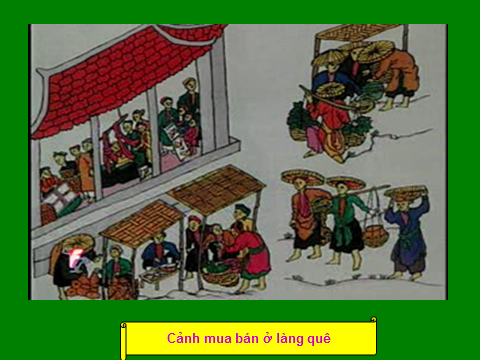 Cảnh mua bán ở làng quê